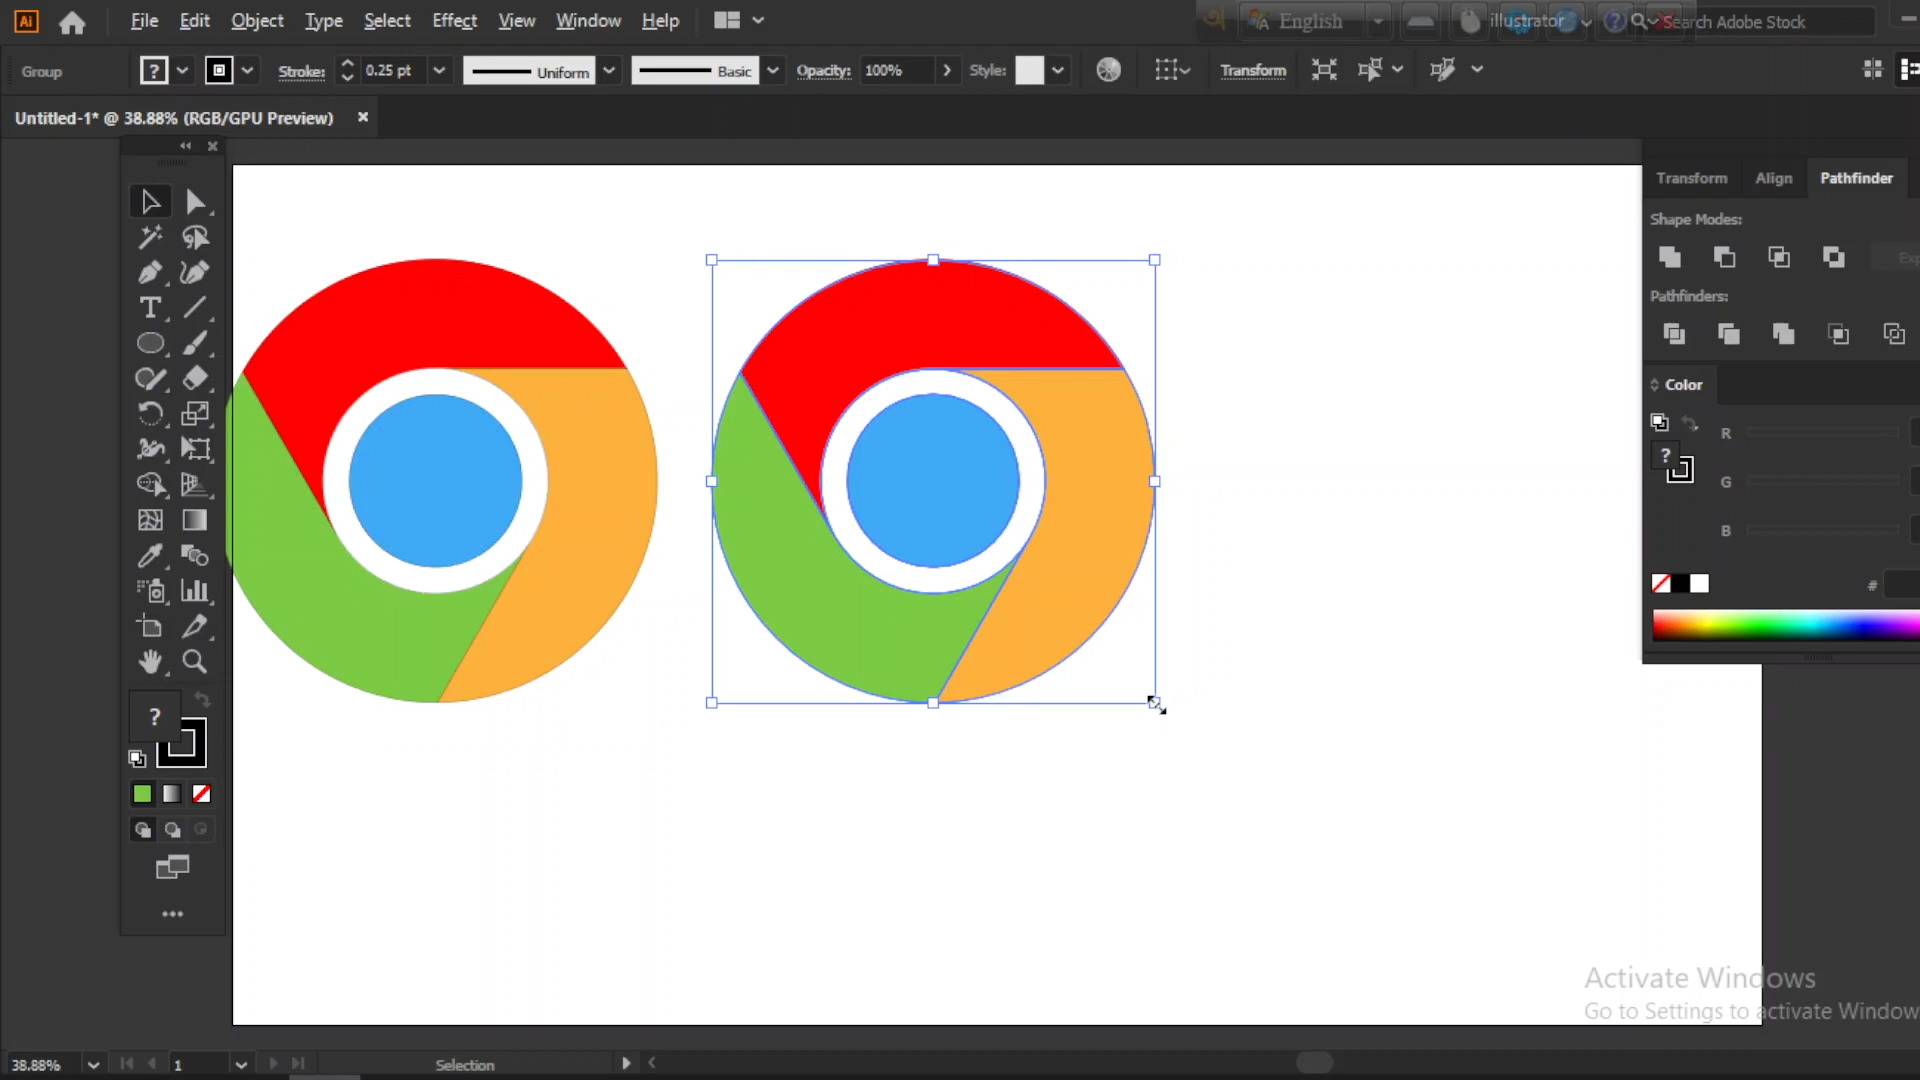 Ai File Edit Object Type Select Effect View Window Help English illustrator Search Adobe Stock
Group ? Stroke: 0.25 pt Uniform Basic Opacity: 100% Style: Transform
Untitled-1* @ 38.88% (RGB/GPU Preview) ×
Transform Align Pathfinder
Shape Modes:
Exp
Pathfinders:
Color
R
? G
B
#
?
Activate Windows
Go to Settings to activate Window
38.88% 1 Selection